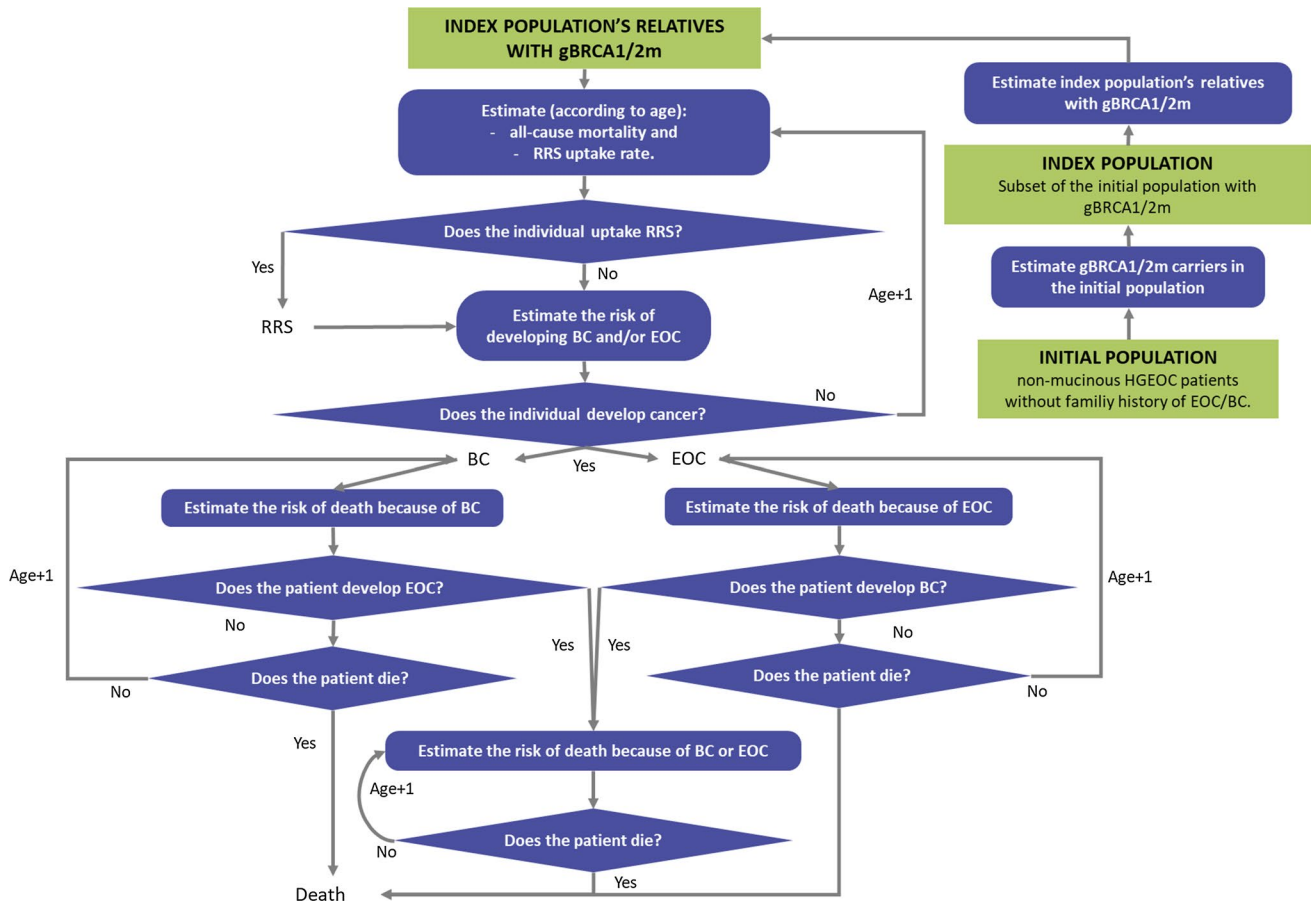 INDEX POPULATION'S RELATIVES
WITH gBRCA1/2m
Estimate index population's relatives
with gBRCA1/2m
Estimate (according to age):
- all-cause mortality and
- RRS uptake rate.
INDEX POPULATION
Subset of the initial population with
gBRCA1/2m
Does the individual uptake RRS?
Yes
No
Age+1
Estimate gBRCA1/2m carriers in
the initial population
RRS
Estimate the risk of
developing BC and/or EOC
INITIAL POPULATION
non-mucinous HGEOC patients
without familiy history of EOC/BC.
No
Does the individual develop cancer?
BC
Yes
EOC
Estimate the risk of death because of BC
Estimate the risk of death because of EOC
Age+1
Age+1
Does the patient develop EOC?
Does the patient develop BC?
No
No
Yes
Yes
Does the patient die?
Does the patient die?
No
No
Yes
Estimate the risk of death because of BC or EOC
Age+1
Does the patient die?
No
Yes
Death